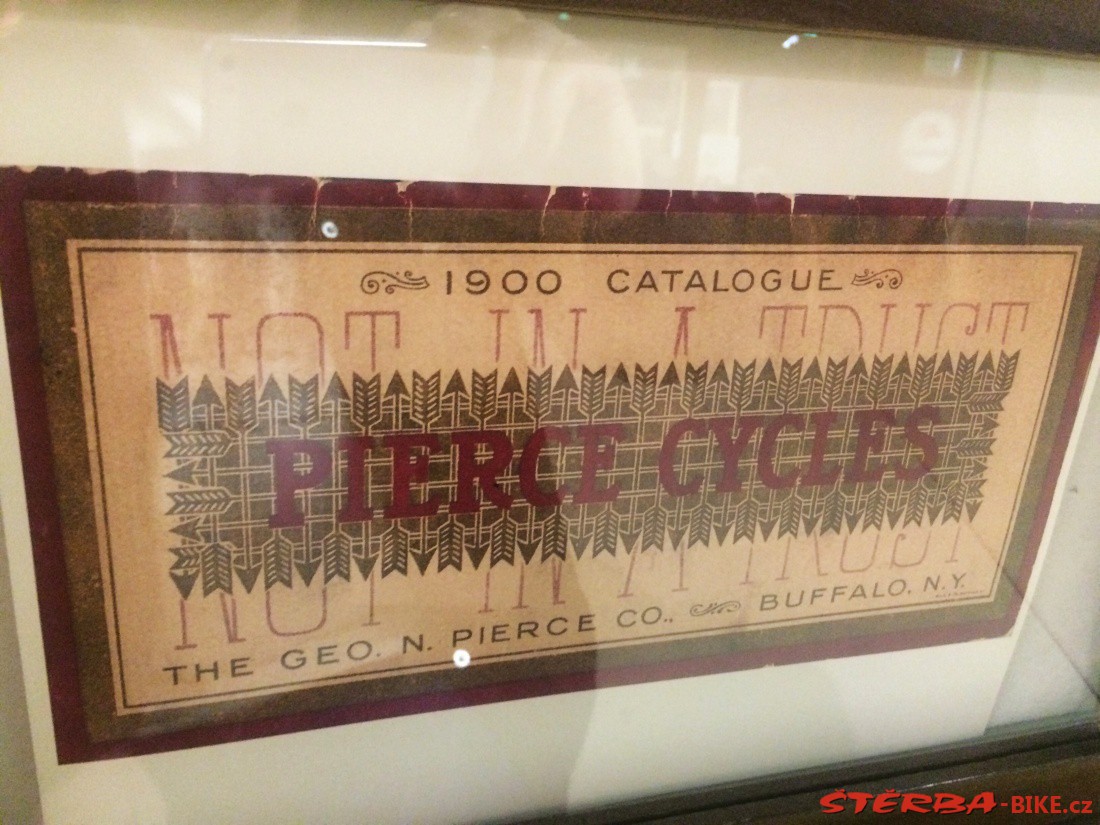 1900 CATALOGUE
NOT IN A TRUST
PIERCE CYCLES
NOT IN A TRUST
THE GEO. N. PIERCE CO., BUFFALO, N.Y.
ŠTĚRBA-BIKE.cz